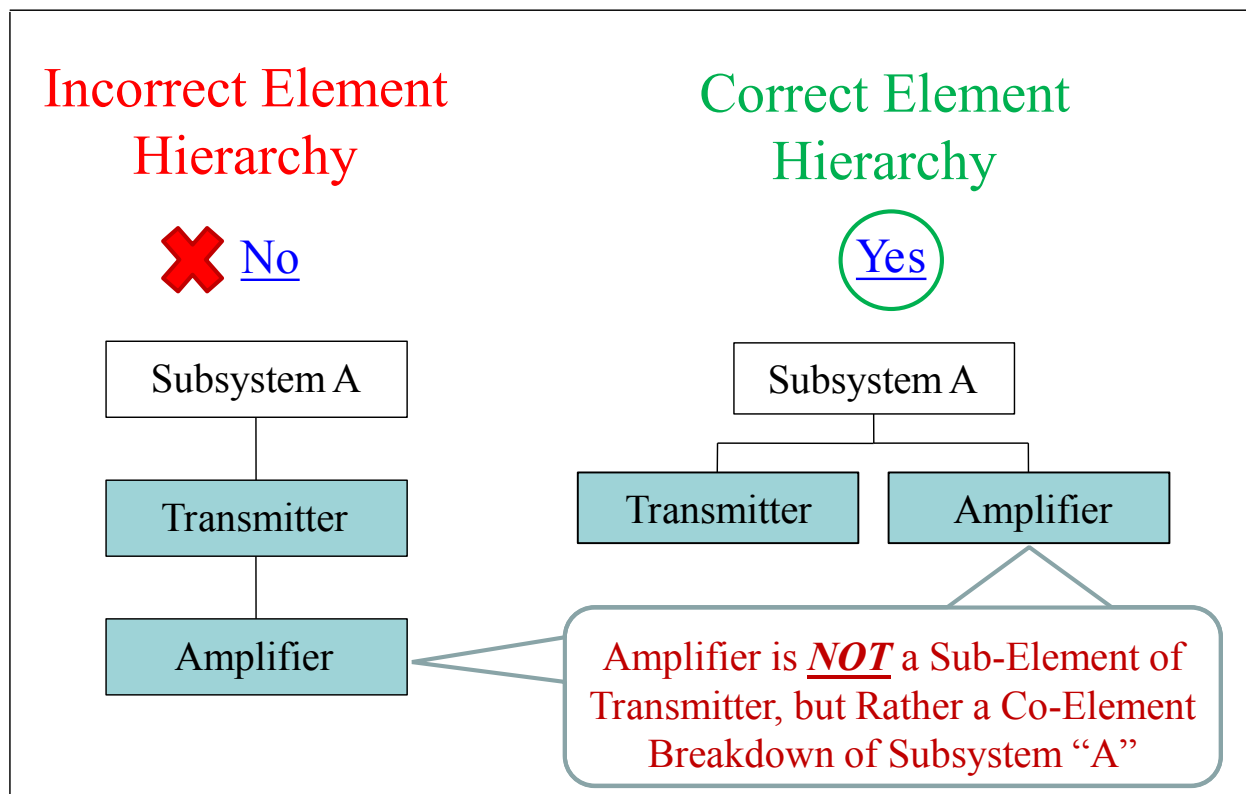 Incorrect Element
Hierarchy
No
Subsystem A
Transmitter
Amplifier
Correct Element
Hierarchy
Yes
Subsystem A
Transmitter
Amplifier
Amplifier is NOT a Sub-Element of
Transmitter, but Rather a Co-Element
Breakdown of Subsystem “A”